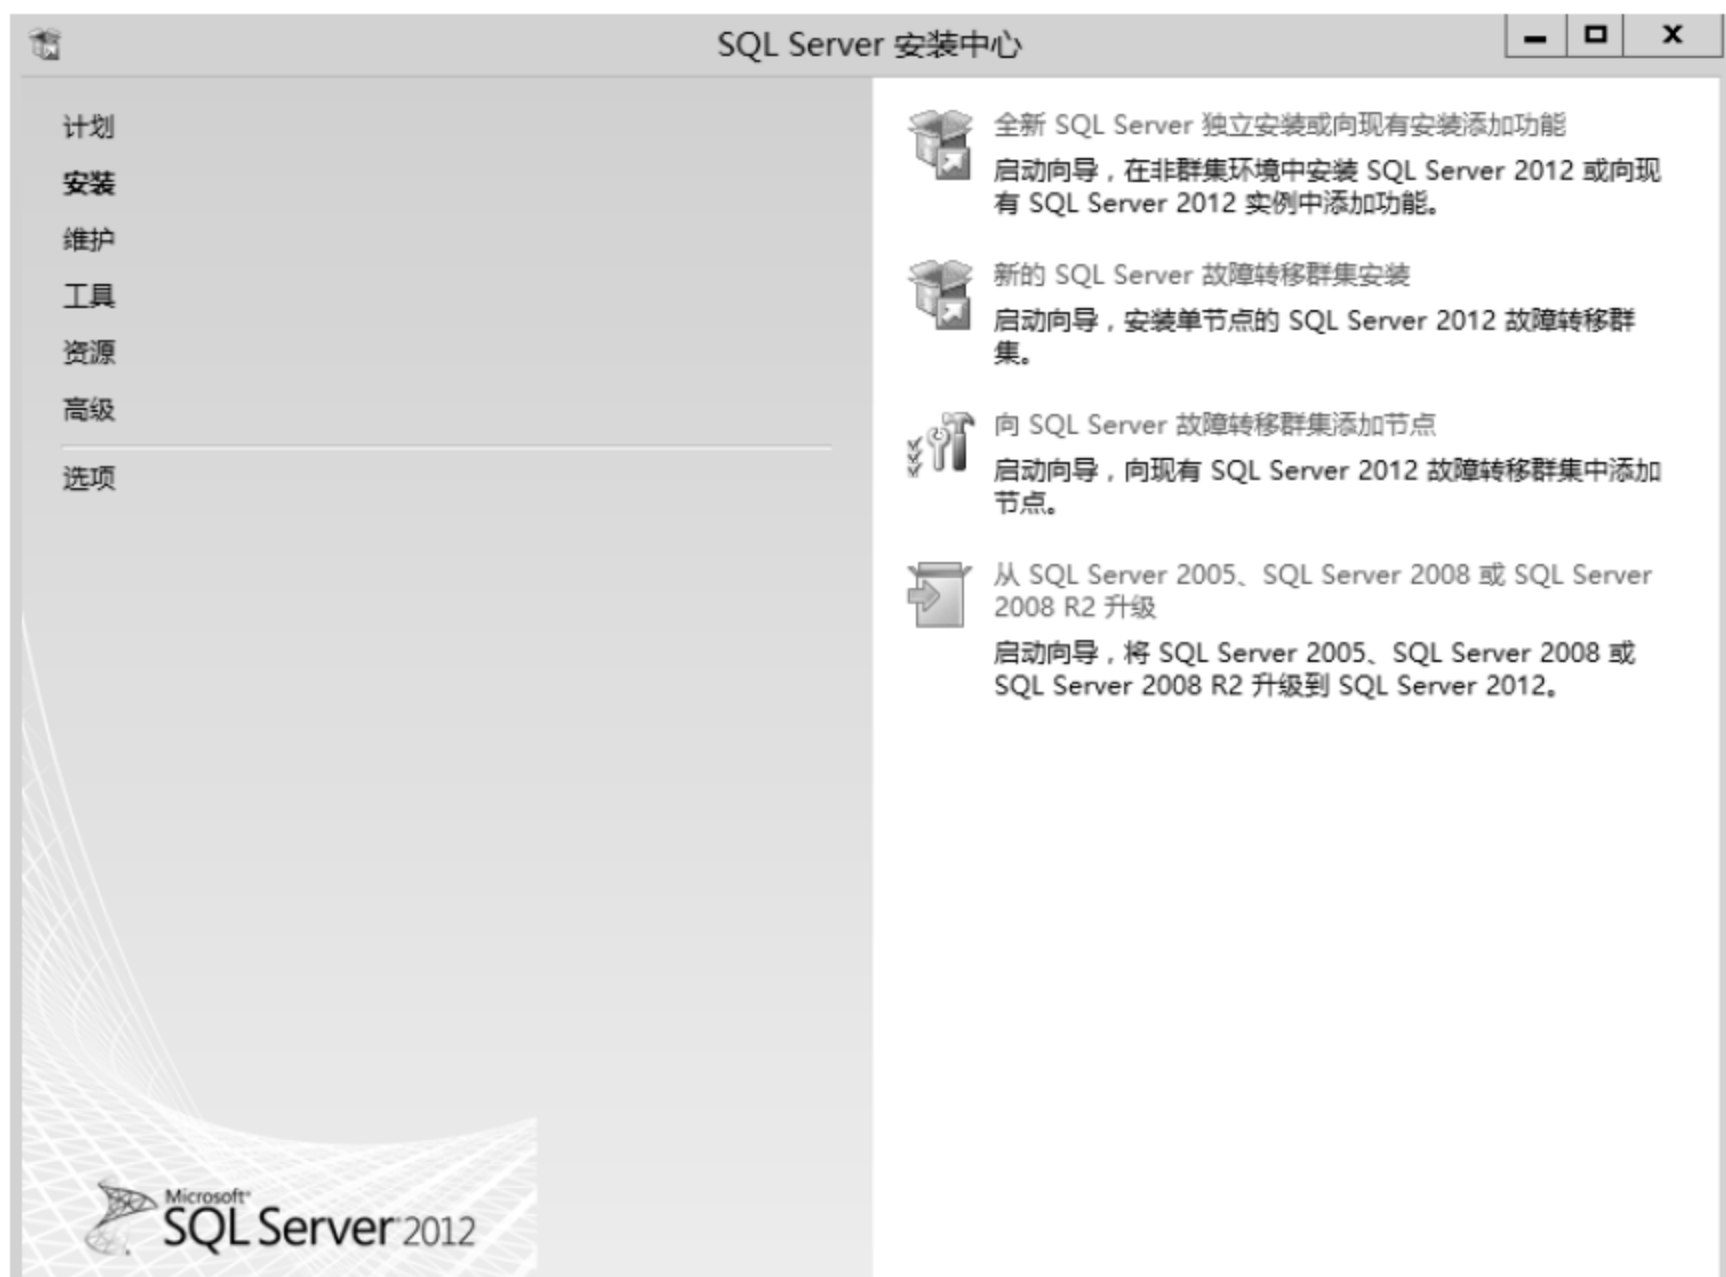 SQL Server 安装中心
计划
安装
维护
工具
资源
高级
选项
全新 SQL Server 独立安装或向现有安装添加功能
启动向导，在非群集环境中安装 SQL Server 2012 或向现
有 SQL Server 2012 实例中添加功能。
新的 SQL Server 故障转移群集安装
启动向导，安装单节点的 SQL Server 2012 故障转移群
集。
向 SQL Server 故障转移群集添加节点
启动向导，向现有 SQL Server 2012 故障转移群集中添加
节点。
从 SQL Server 2005、SQL Server 2008 或 SQL Server
2008 R2 升级
启动向导，将 SQL Server 2005、SQL Server 2008 或
SQL Server 2008 R2 升级到 SQL Server 2012。
Microsoft®
SQL Server 2012